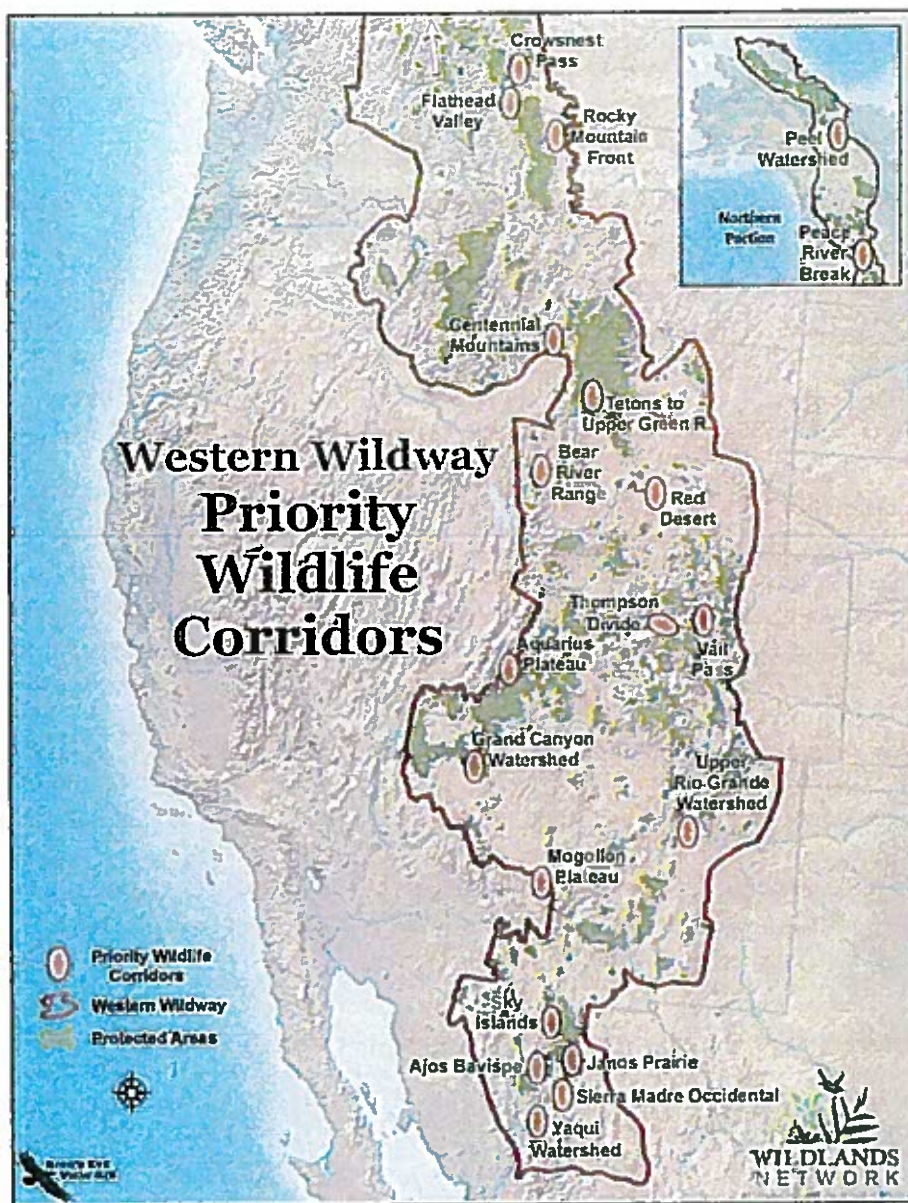 Crowsnest
Pass
Flathead
Valley
Rocky
Mountain
Front
Peel
Watershed
Northern
Portion
Peace
River
Break
Centennial
Mountains
Tetons to
Upper Green R.
Western Wildway
Priority
Wildlife
Corridors
Bear
River
Range
Red
Desert
Thompson
Divide
Vail
Pass
Aquarius
Plateau
Grand Canyon
Watershed
Upper
Rio Grande
Watershed
Mogollon
Plateau
Priority Wildlife
Corridors
Western Wildway
Protected Areas
Sky
Islands
Ajos Bavispe
Janos Prairie
Sierra Madre Occidental
Yaqui
Watershed
WILDLANDS
NETWORK